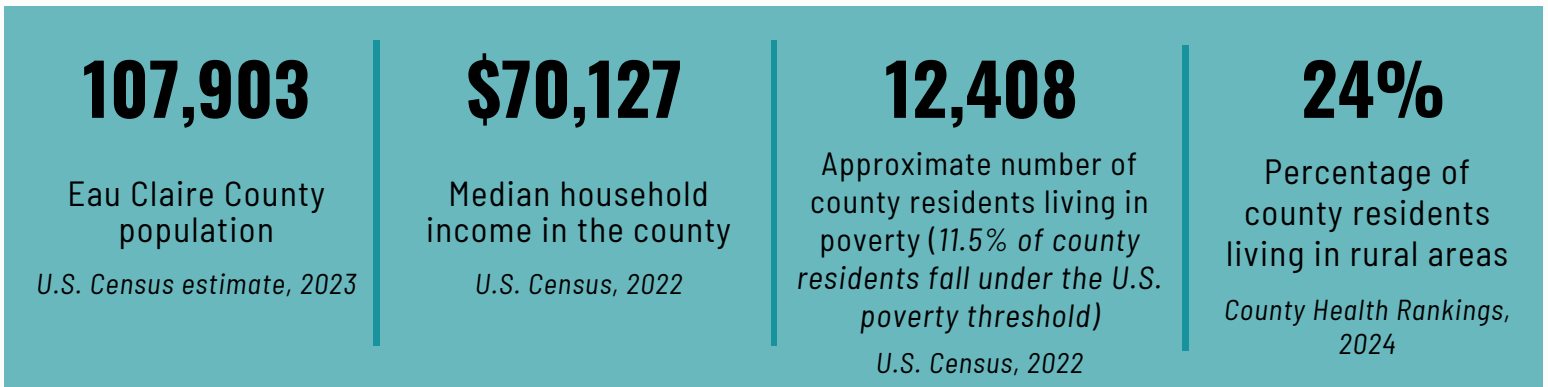 107,903
Eau Claire County
population
U.S. Census estimate, 2023
$70,127
Median household
income in the county
U.S. Census, 2022
12,408
Approximate number of
county residents living in
poverty (11.5% of county
residents fall under the U.S.
poverty threshold)
U.S. Census, 2022
24%
Percentage of
county residents
living in rural areas
County Health Rankings,
2024